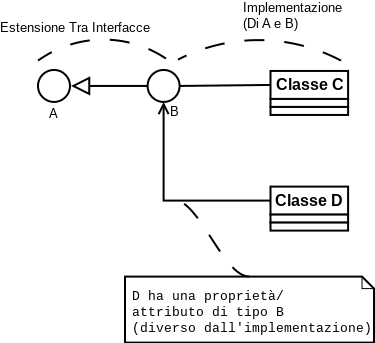 Implementazione
(Di A e B)
Estensione Tra Interfacce
A
B
Classe C
Classe D
D ha una proprietà/
attributo di tipo B
(diverso dall'implementazione)